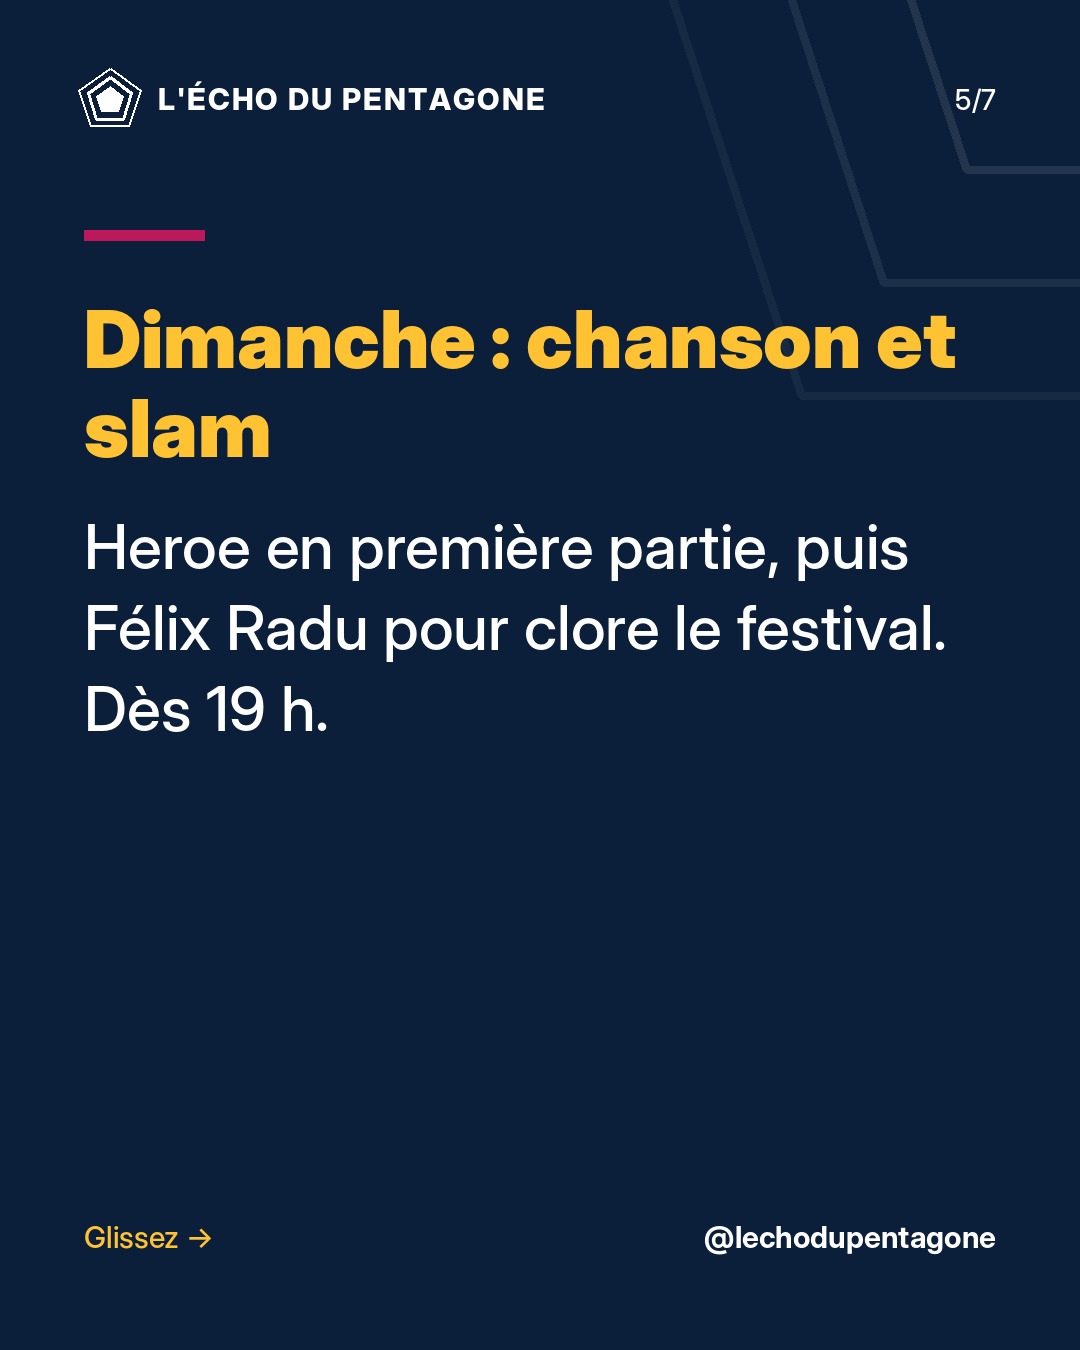 L'ÉCHO DU PENTAGONE
5/7
Dimanche : chanson et
slam
Heroe en première partie, puis
Félix Radu pour clore le festival.
Dès 19 h.
Glissez →
@lechodupentagone